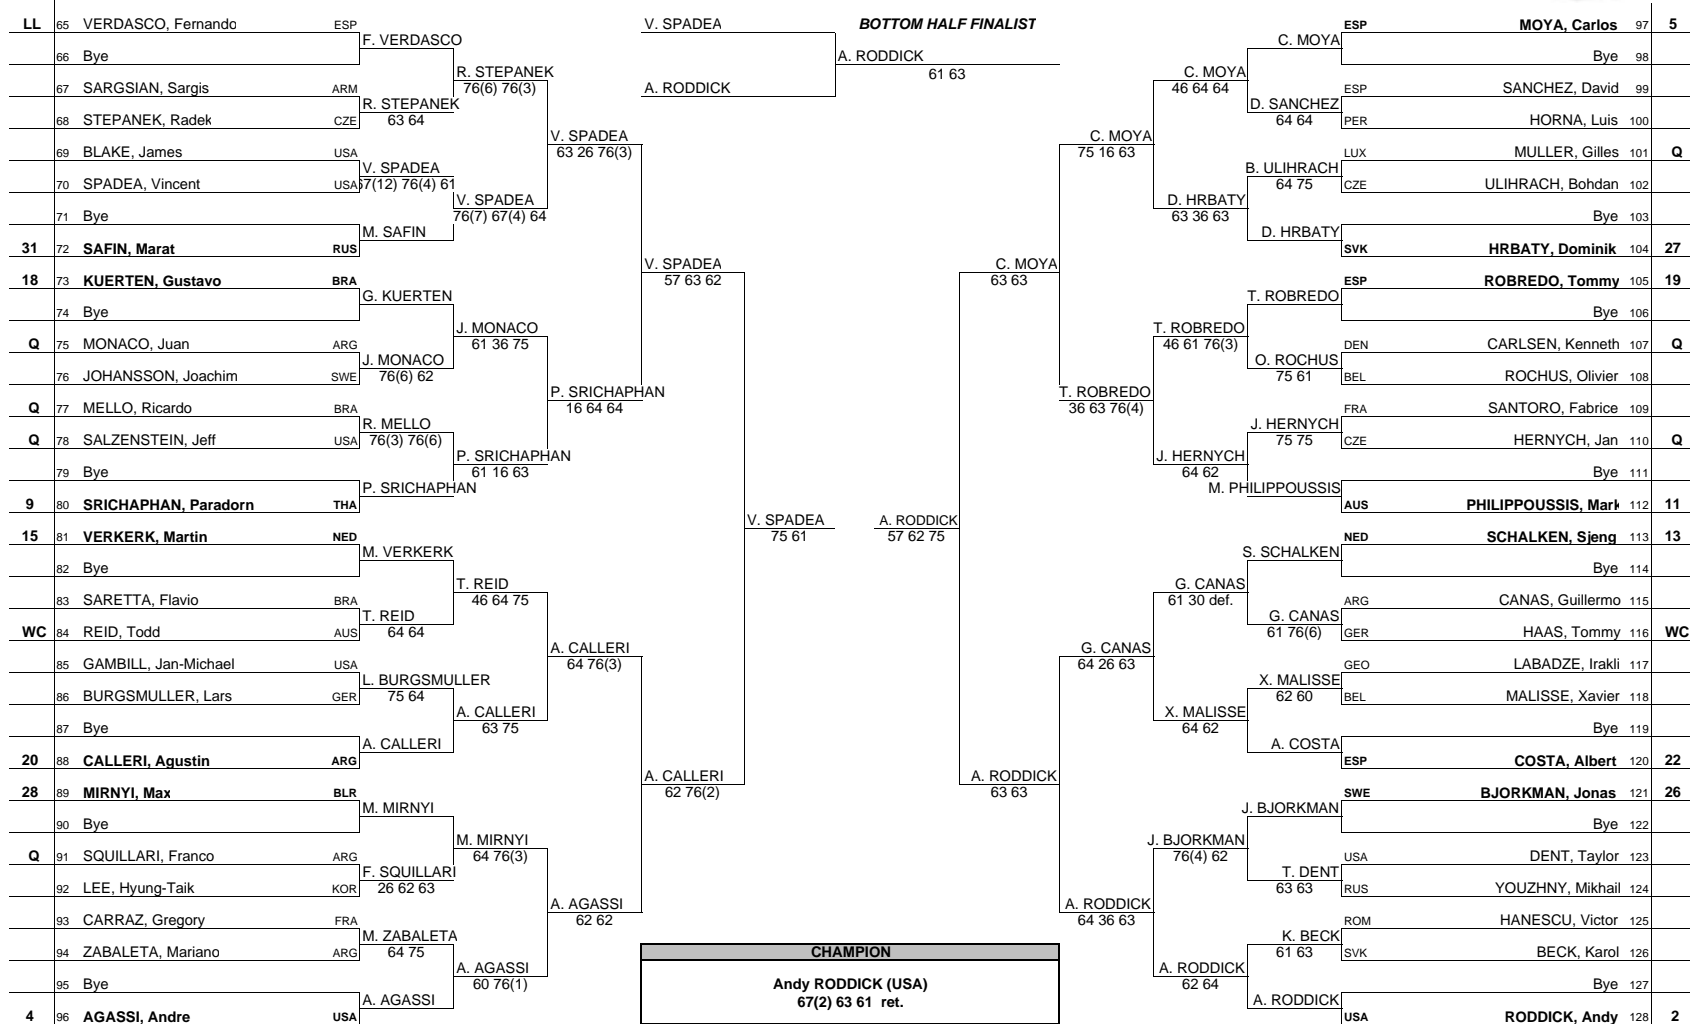 LL 65 VERDASCO, Fernando ESP
F. VERDASCO
66 Bye
R. STEPANEK
76(6) 76(3)
67 SARGSIAN, Sargis ARM
R. STEPANEK
63 64
68 STEPANEK, Radek CZE
V. SPADEA
63 26 76(3)
69 BLAKE, James USA
V. SPADEA
67(12) 76(4) 61
70 SPADEA, Vincent USA
V. SPADEA
76(7) 67(4) 64
71 Bye
M. SAFIN
31 72 SAFIN, Marat RUS
V. SPADEA
57 63 62
18 73 KUERTEN, Gustavo BRA
G. KUERTEN
74 Bye
J. MONACO
61 36 75
Q 75 MONACO, Juan ARG
J. MONACO
76(6) 62
76 JOHANSSON, Joachim SWE
P. SRICHAPHAN
16 64 64
Q 77 MELLO, Ricardo BRA
R. MELLO
76(3) 76(6)
Q 78 SALZENSTEIN, Jeff USA
P. SRICHAPHAN
61 16 63
79 Bye
P. SRICHAPHAN
9 80 SRICHAPHAN, Paradorn THA
V. SPADEA
75 61
15 81 VERKERK, Martin NED
M. VERKERK
82 Bye
T. REID
46 64 75
83 SARETTA, Flavio BRA
T. REID
64 64
WC 84 REID, Todd AUS
A. CALLERI
64 76(3)
85 GAMBILL, Jan-Michael USA
L. BURGSMULLER
75 64
86 BURGSMULLER, Lars GER
A. CALLERI
63 75
87 Bye
A. CALLERI
20 88 CALLERI, Agustin ARG
A. CALLERI
62 76(2)
28 89 MIRNYI, Max BLR
M. MIRNYI
90 Bye
M. MIRNYI
64 76(3)
Q 91 SQUILLARI, Franco ARG
F. SQUILLARI
26 62 63
92 LEE, Hyung-Taik KOR
A. AGASSI
62 62
93 CARRAZ, Gregory FRA
M. ZABALETA
64 75
94 ZABALETA, Mariano ARG
A. AGASSI
60 76(1)
95 Bye
A. AGASSI
4 96 AGASSI, Andre USA
V. SPADEA
BOTTOM HALF FINALIST
A. RODDICK
61 63
A. RODDICK
ESP MOYA, Carlos 97 5
C. MOYA
Bye 98
C. MOYA
46 64 64
ESP SANCHEZ, David 99
D. SANCHEZ
64 64
PER HORNA, Luis 100
C. MOYA
75 16 63
LUX MULLER, Gilles 101 Q
B. ULIHRACH
64 75
CZE ULIHRACH, Bohdan 102
D. HRBATY
63 36 63
Bye 103
D. HRBATY
SVK HRBATY, Dominik 104 27
C. MOYA
63 63
ESP ROBREDO, Tommy 105 19
T. ROBREDO
Bye 106
T. ROBREDO
46 61 76(3)
DEN CARLSEN, Kenneth 107 Q
O. ROCHUS
75 61
BEL ROCHUS, Olivier 108
T. ROBREDO
36 63 76(4)
FRA SANTORO, Fabrice 109
J. HERNYCH
75 75
CZE HERNYCH, Jan 110 Q
J. HERNYCH
64 62
Bye 111
M. PHILIPPOUSSIS
AUS PHILIPPOUSSIS, Mark 112 11
A. RODDICK
57 62 75
NED SCHALKEN, Sjeng 113 13
S. SCHALKEN
Bye 114
G. CANAS
61 30 def.
ARG CANAS, Guillermo 115
G. CANAS
61 76(6)
GER HAAS, Tommy 116 WC
G. CANAS
64 26 63
GEO LABADZE, Irakli 117
X. MALISSE
62 60
BEL MALISSE, Xavier 118
X. MALISSE
64 62
Bye 119
A. COSTA
ESP COSTA, Albert 120 22
A. RODDICK
63 63
SWE BJORKMAN, Jonas 121 26
J. BJORKMAN
Bye 122
J. BJORKMAN
76(4) 62
USA DENT, Taylor 123
T. DENT
63 63
RUS YOUZHNY, Mikhail 124
A. RODDICK
64 36 63
ROM HANESCU, Victor 125
K. BECK
61 63
SVK BECK, Karol 126
A. RODDICK
62 64
Bye 127
A. RODDICK
USA RODDICK, Andy 128 2
CHAMPION
Andy RODDICK (USA)
67(2) 63 61 ret.